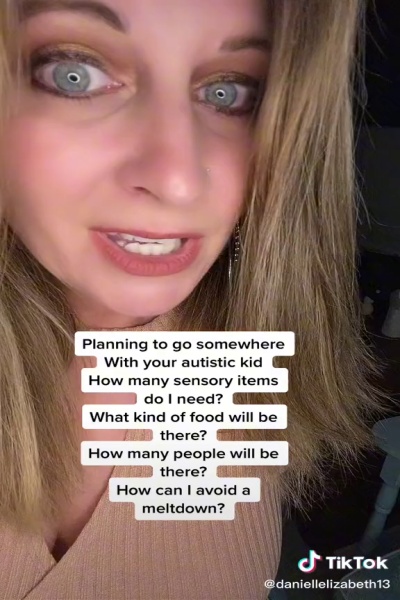 Planning to go somewhere
With your autistic kid
How many sensory items
do I need?
What kind of food will be
there?
How many people will be
there?
How can I avoid a
meltdown?
TikTok
@daniellelizabeth13